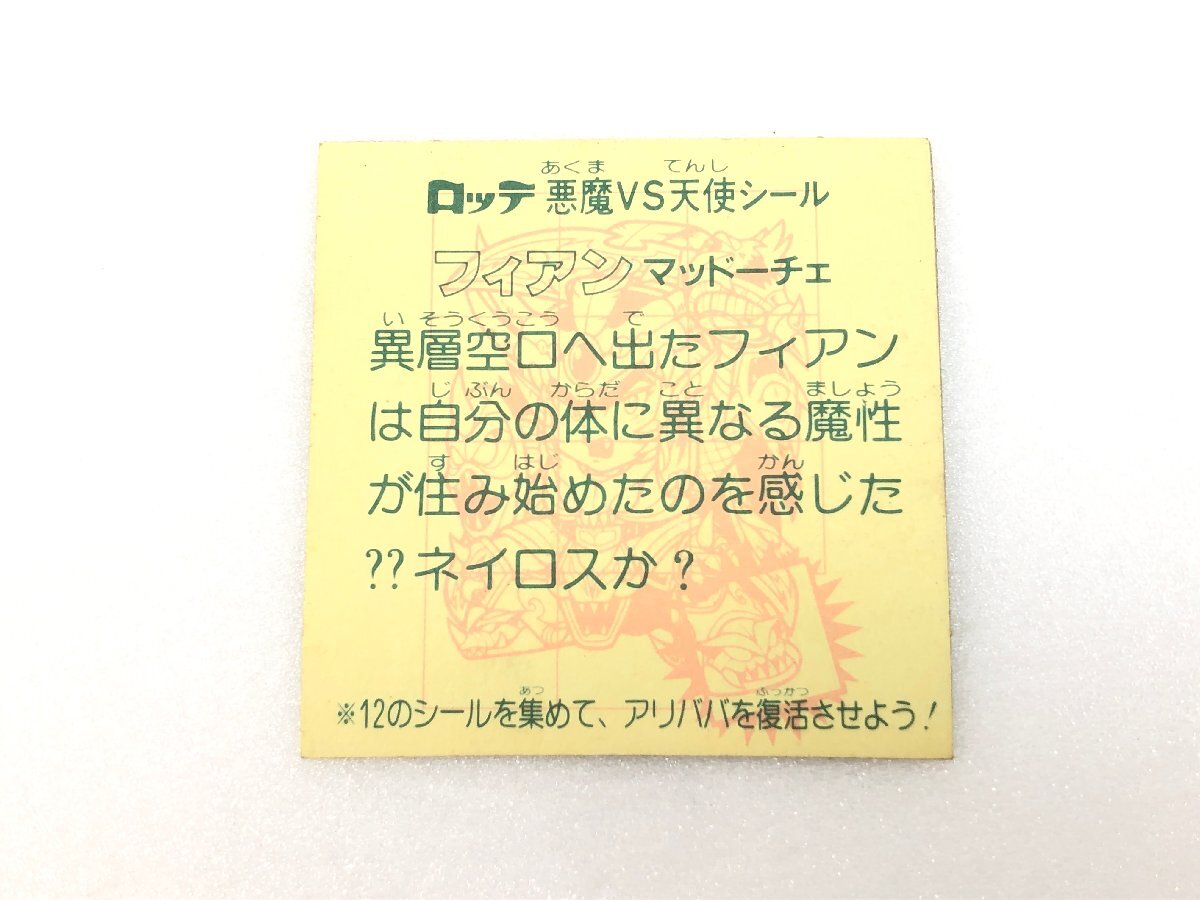 ロッテ 悪魔VS天使シール
フィアン マッドーチェ
異層空口へ出たフィアン
は自分の体に異なる魔性
が住み始めたのを感じた
??ネイロスか?
※12のシールを集めて、アリババを復活させよう!